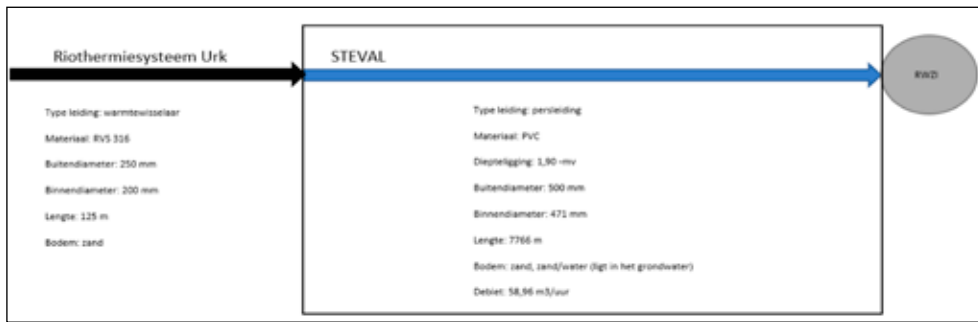 Riothermiesysteem Urk
STEVAL
RWZI
Type leiding: warmtewisselaar
Materiaal: RVS 316
Buitendiameter: 250 mm
Binnendiameter: 200 mm
Lengte: 125 m
Bodem: zand
Type leiding: persleiding
Materiaal: PVC
Diepteligging: 1,90 -mv
Buitendiameter: 500 mm
Binnendiameter: 471 mm
Lengte: 7766 m
Bodem: zand, zand/water (ligt in het grondwater)
Debiet: 58,96 m3/uur